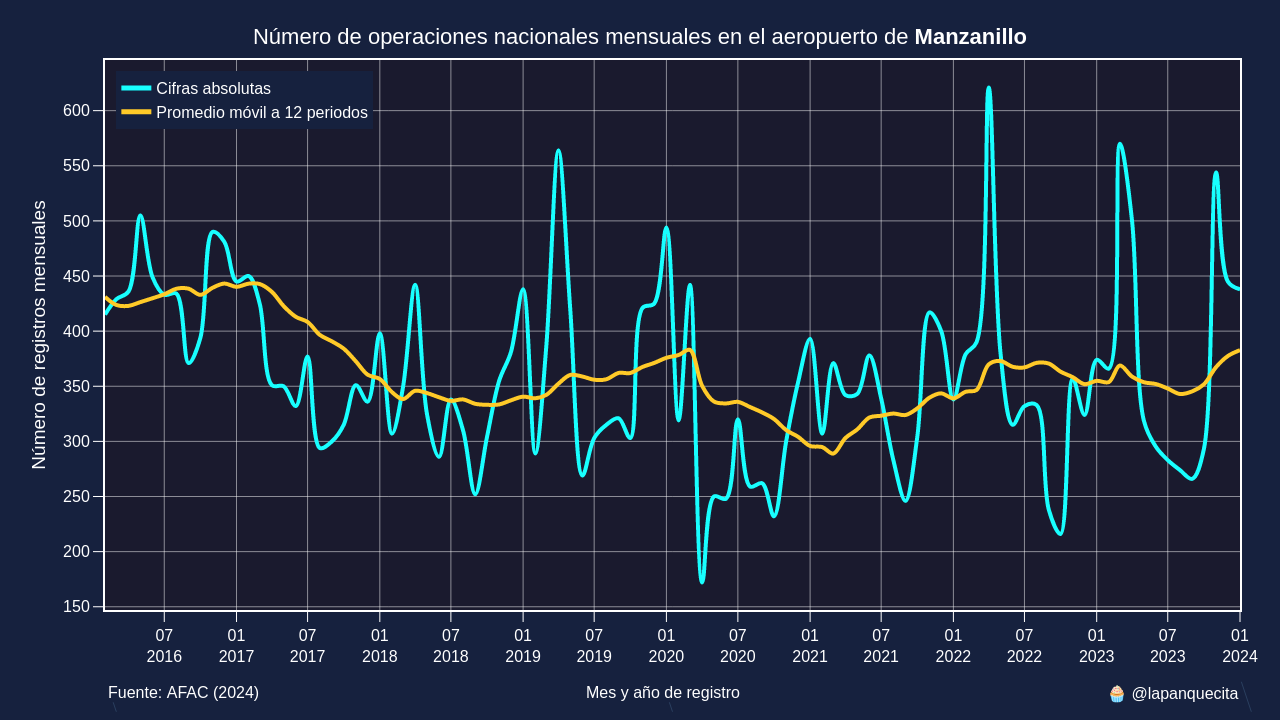 Número de operaciones nacionales mensuales en el aeropuerto de Manzanillo
Cifras absolutas
Promedio móvil a 12 periodos
Número de registros mensuales
600
550
500
450
400
350
300
250
200
150
07 01 07 01 07 01 07 01 07 01 07 01 07 01 07 01
2016 2017 2017 2018 2018 2019 2019 2020 2020 2021 2021 2022 2022 2023 2023 2024
Fuente: AFAC (2024) Mes y año de registro 🧁 @lapanquecita